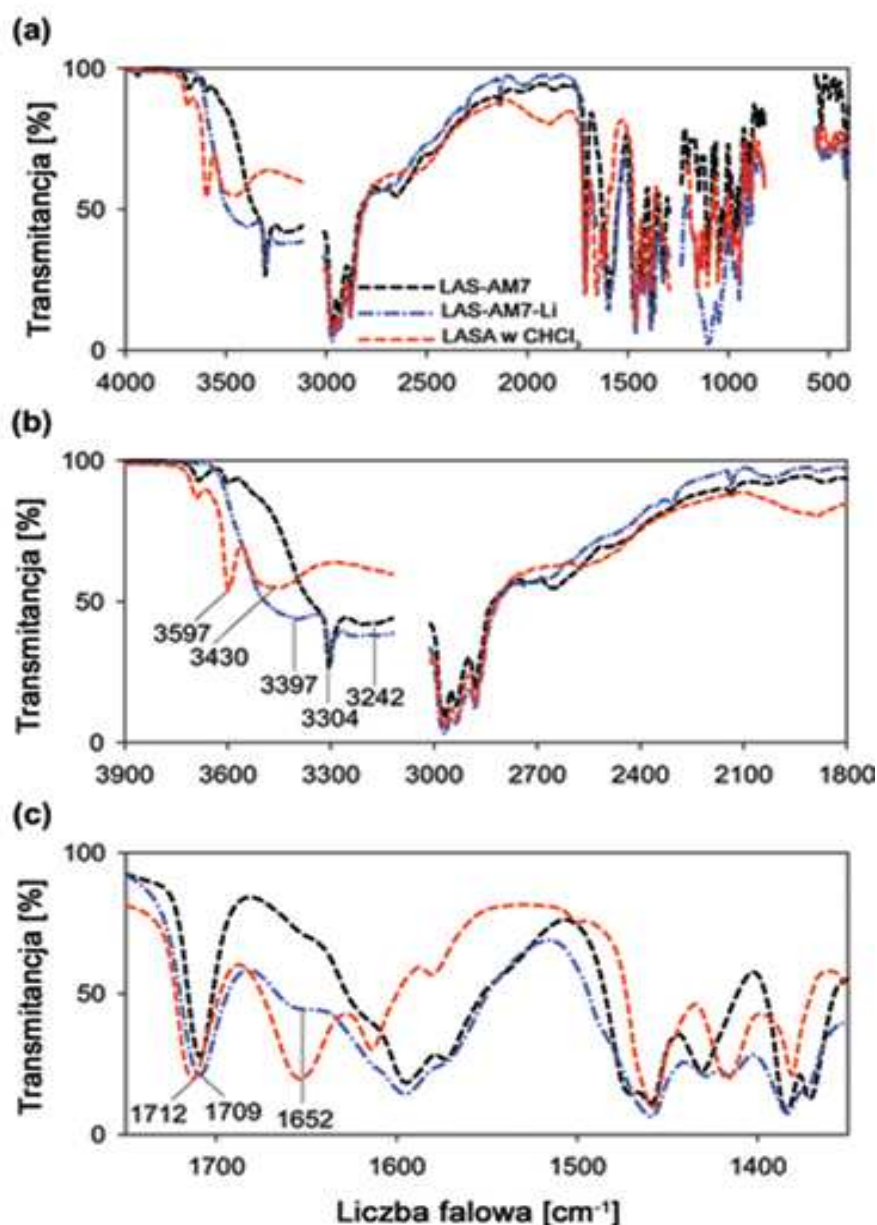 (a)
Transmitancja [%]
100
50
0
LAS-AM7
LAS-AM7-Li
LASA w CHCl₃
4000 3500 3000 2500 2000 1500 1000 500
(b)
Transmitancja [%]
100
50
0
3597
3430
3397
3304
3242
3900 3600 3300 3000 2700 2400 2100 1800
(c)
Transmitancja [%]
100
50
0
1712 1709 1652
1700 1600 1500 1400
Liczba falowa [cm⁻¹]